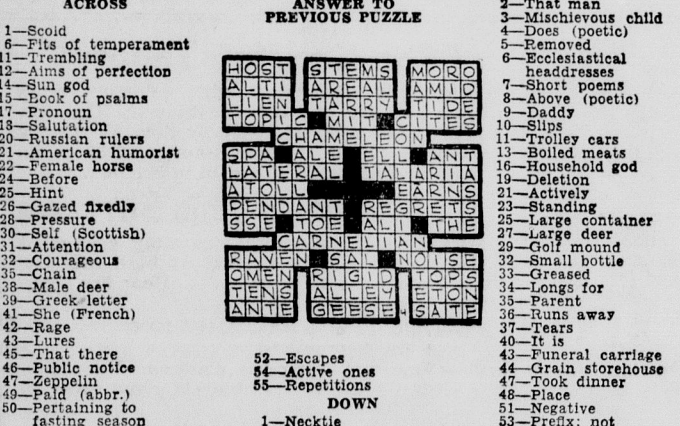 ACROSS
1—Scoid
6—Fits of temperament
11—Trembling
12—Aims of perfection
14—Sun god
15—Book of psalms
17—Pronoun
18—Salutation
20—Russian rulers
21—American humorist
22—Female horse
24—Before
25—Hint
26—Gazed fixedly
28—Pressure
30—Self (Scottish)
31—Attention
32—Courageous
35—Chain
38—Male deer
39—Greek letter
41—She (French)
42—Rage
43—Lures
45—That there
46—Public notice
47—Zeppelin
49—Paid (abbr.)
50—Pertaining to
fasting season
ANSWER TO
PREVIOUS PUZZLE
HOST STEMS MORO
ALTI AREAL AMID
LIEN TARRY TIDE
TOPIC MIT CITES
CHAMELEON
SPA ALE ELL ANT
LATERAL TALARIA
ATOLL EARNS
PENDANT REGRETS
SSE TOE ALI THE
CARNELIAN
RAVEN SAL NOISE
OMEN RIGID TOPS
TENS ALLEY ETON
ANTE GEESE SATE
52—Escapes
54—Active ones
55—Repetitions
DOWN
1—Necktie
2—That man
3—Mischievous child
4—Does (poetic)
5—Removed
6—Ecclesiastical
headdresses
7—Short poems
8—Above (poetic)
9—Daddy
10—Slips
11—Trolley cars
13—Boiled meats
16—Household god
19—Deletion
21—Actively
23—Standing
25—Large container
27—Large deer
29—Golf mound
32—Small bottle
33—Greased
34—Longs for
35—Parent
36—Runs away
37—Tears
40—It is
43—Funeral carriage
44—Grain storehouse
47—Took dinner
48—Place
51—Negative
53—Prefix: not